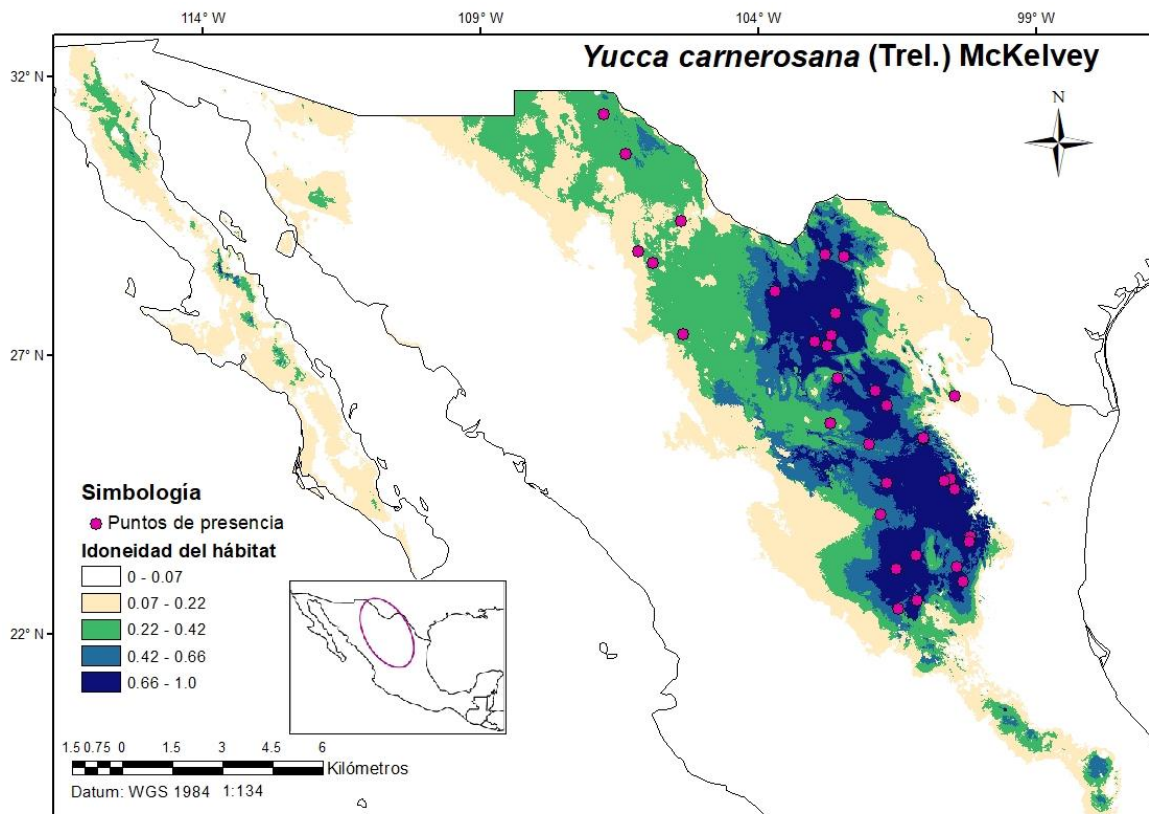 114° W 109° W 104° W 99° W
Yucca carnerosana (Trel.) McKelvey
32° N
N
27° N
22° N
Simbología
Puntos de presencia
Idoneidad del hábitat
0 - 0.07
0.07 - 0.22
0.22 - 0.42
0.42 - 0.66
0.66 - 1.0
1.5 0.75 0 1.5 3 4.5 6
Kilómetros
Datum: WGS 1984 1:134